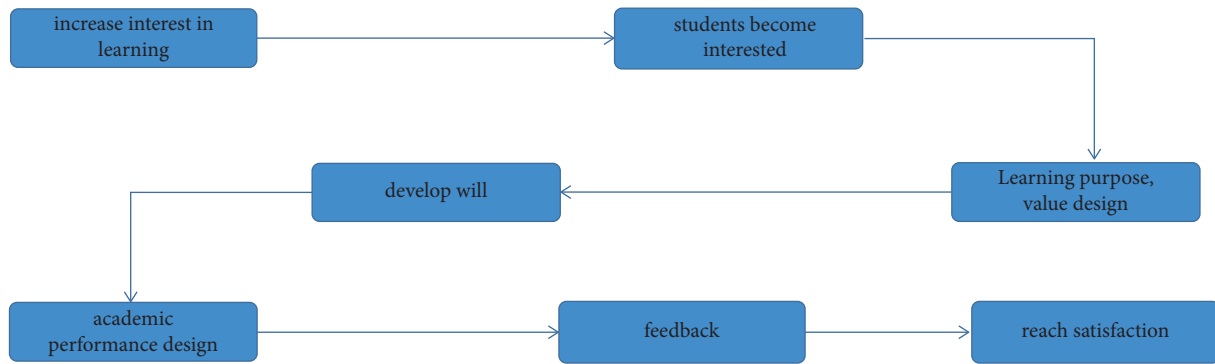 increase interest in
learning
students become
interested
Learning purpose,
value design
develop will
academic
performance design
feedback
reach satisfaction